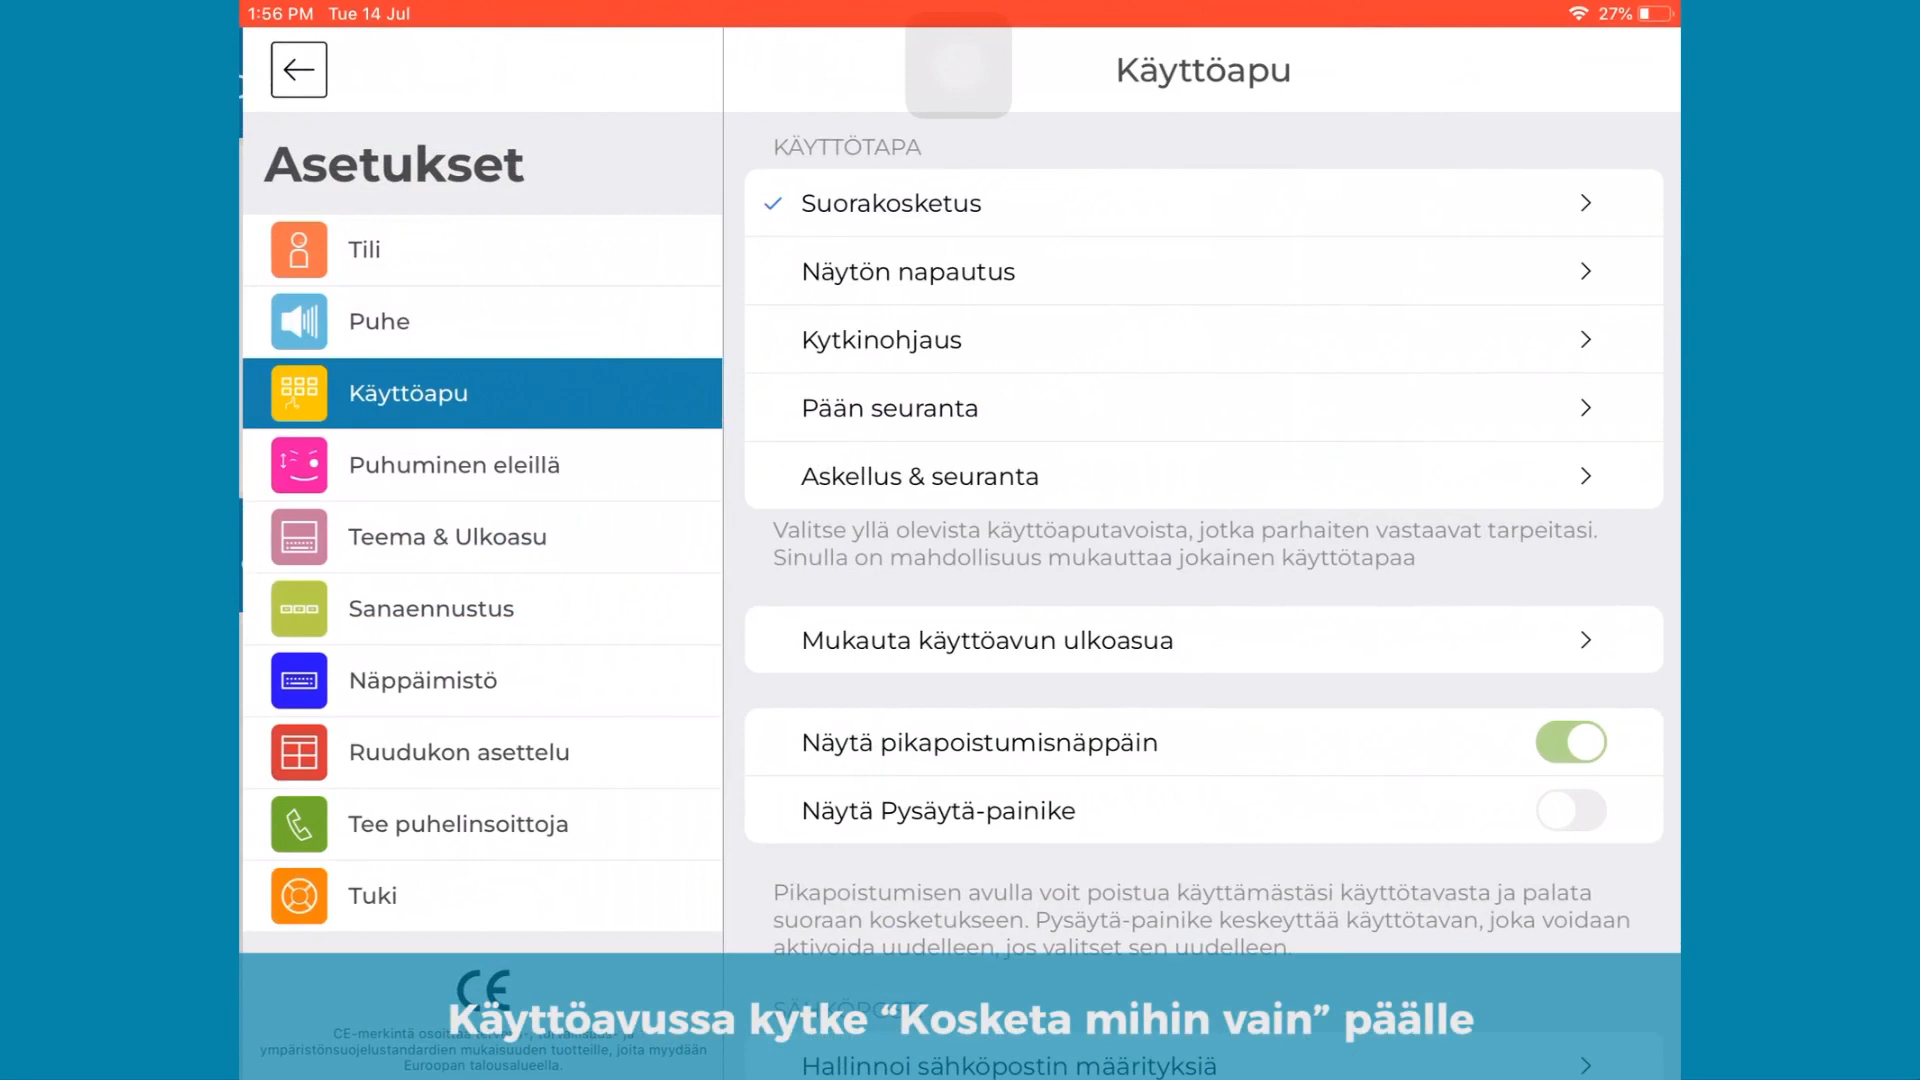 1:56 PM Tue 14 Jul
27%
Käyttöapu
Asetukset
Tili
Puhe
Käyttöapu
Puhuminen eleillä
Teema & Ulkoasu
Sanaennustus
Näppäimistö
Ruudukon asettelu
Tee puhelinsoittoja
Tuki
KÄYTTÖTAPA
Suorakosketus
Näytön napautus
Kytkinohjaus
Pään seuranta
Askellus & seuranta
Valitse yllä olevista käyttöaputavoista, jotka parhaiten vastaavat tarpeitasi.
Sinulla on mahdollisuus mukauttaa jokainen käyttötapaa
Mukauta käyttöavun ulkoasua
Näytä pikapoistumisnäppäin
Näytä Pysäytä-painike
Pikapoistumisen avulla voit poistua käyttämästäsi käyttötavasta ja palata
suoraan kosketukseen. Pysäytä-painike keskeyttää käyttötavan, joka voidaan
aktivoida uudelleen, jos valitset sen uudelleen.
CE
Käyttöavussa kytke “Kosketa mihin vain” päälle
CE-merkintä osoittaa
ympäristönsuojelustandardien mukaisuuden tuotteille, joita myydään
Euroopan talousalueella.
Hallinnoi sähköpostin määrityksiä